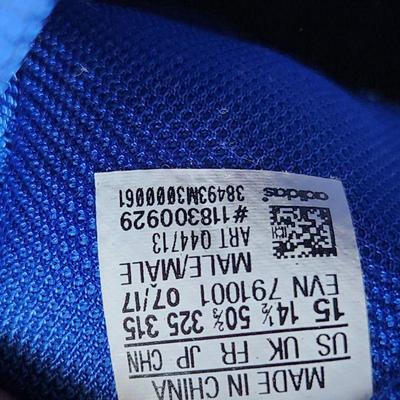 MADE IN CHINA
US UK FR JP CHN
15 14½ 50⅔ 325 315
EVN 791001 07/17
MALE/MALE
ART Q44713
#118300929
adidas 38493M3000061